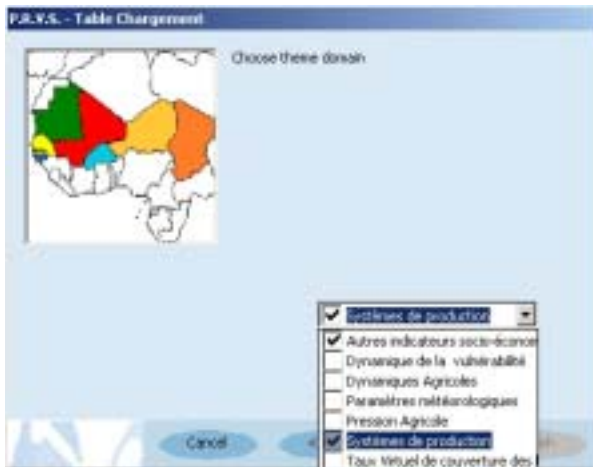 P.R.V.S. - Table Chargement
Choose theme domain
Systèmes de production
Autres indicateurs socio-économ
Dynamique de la vulnérabilité
Dynamiques Agricoles
Paramètres météorologiques
Pression Agricole
Systèmes de production
Taux Virtuel de couverture des
Cancel
<